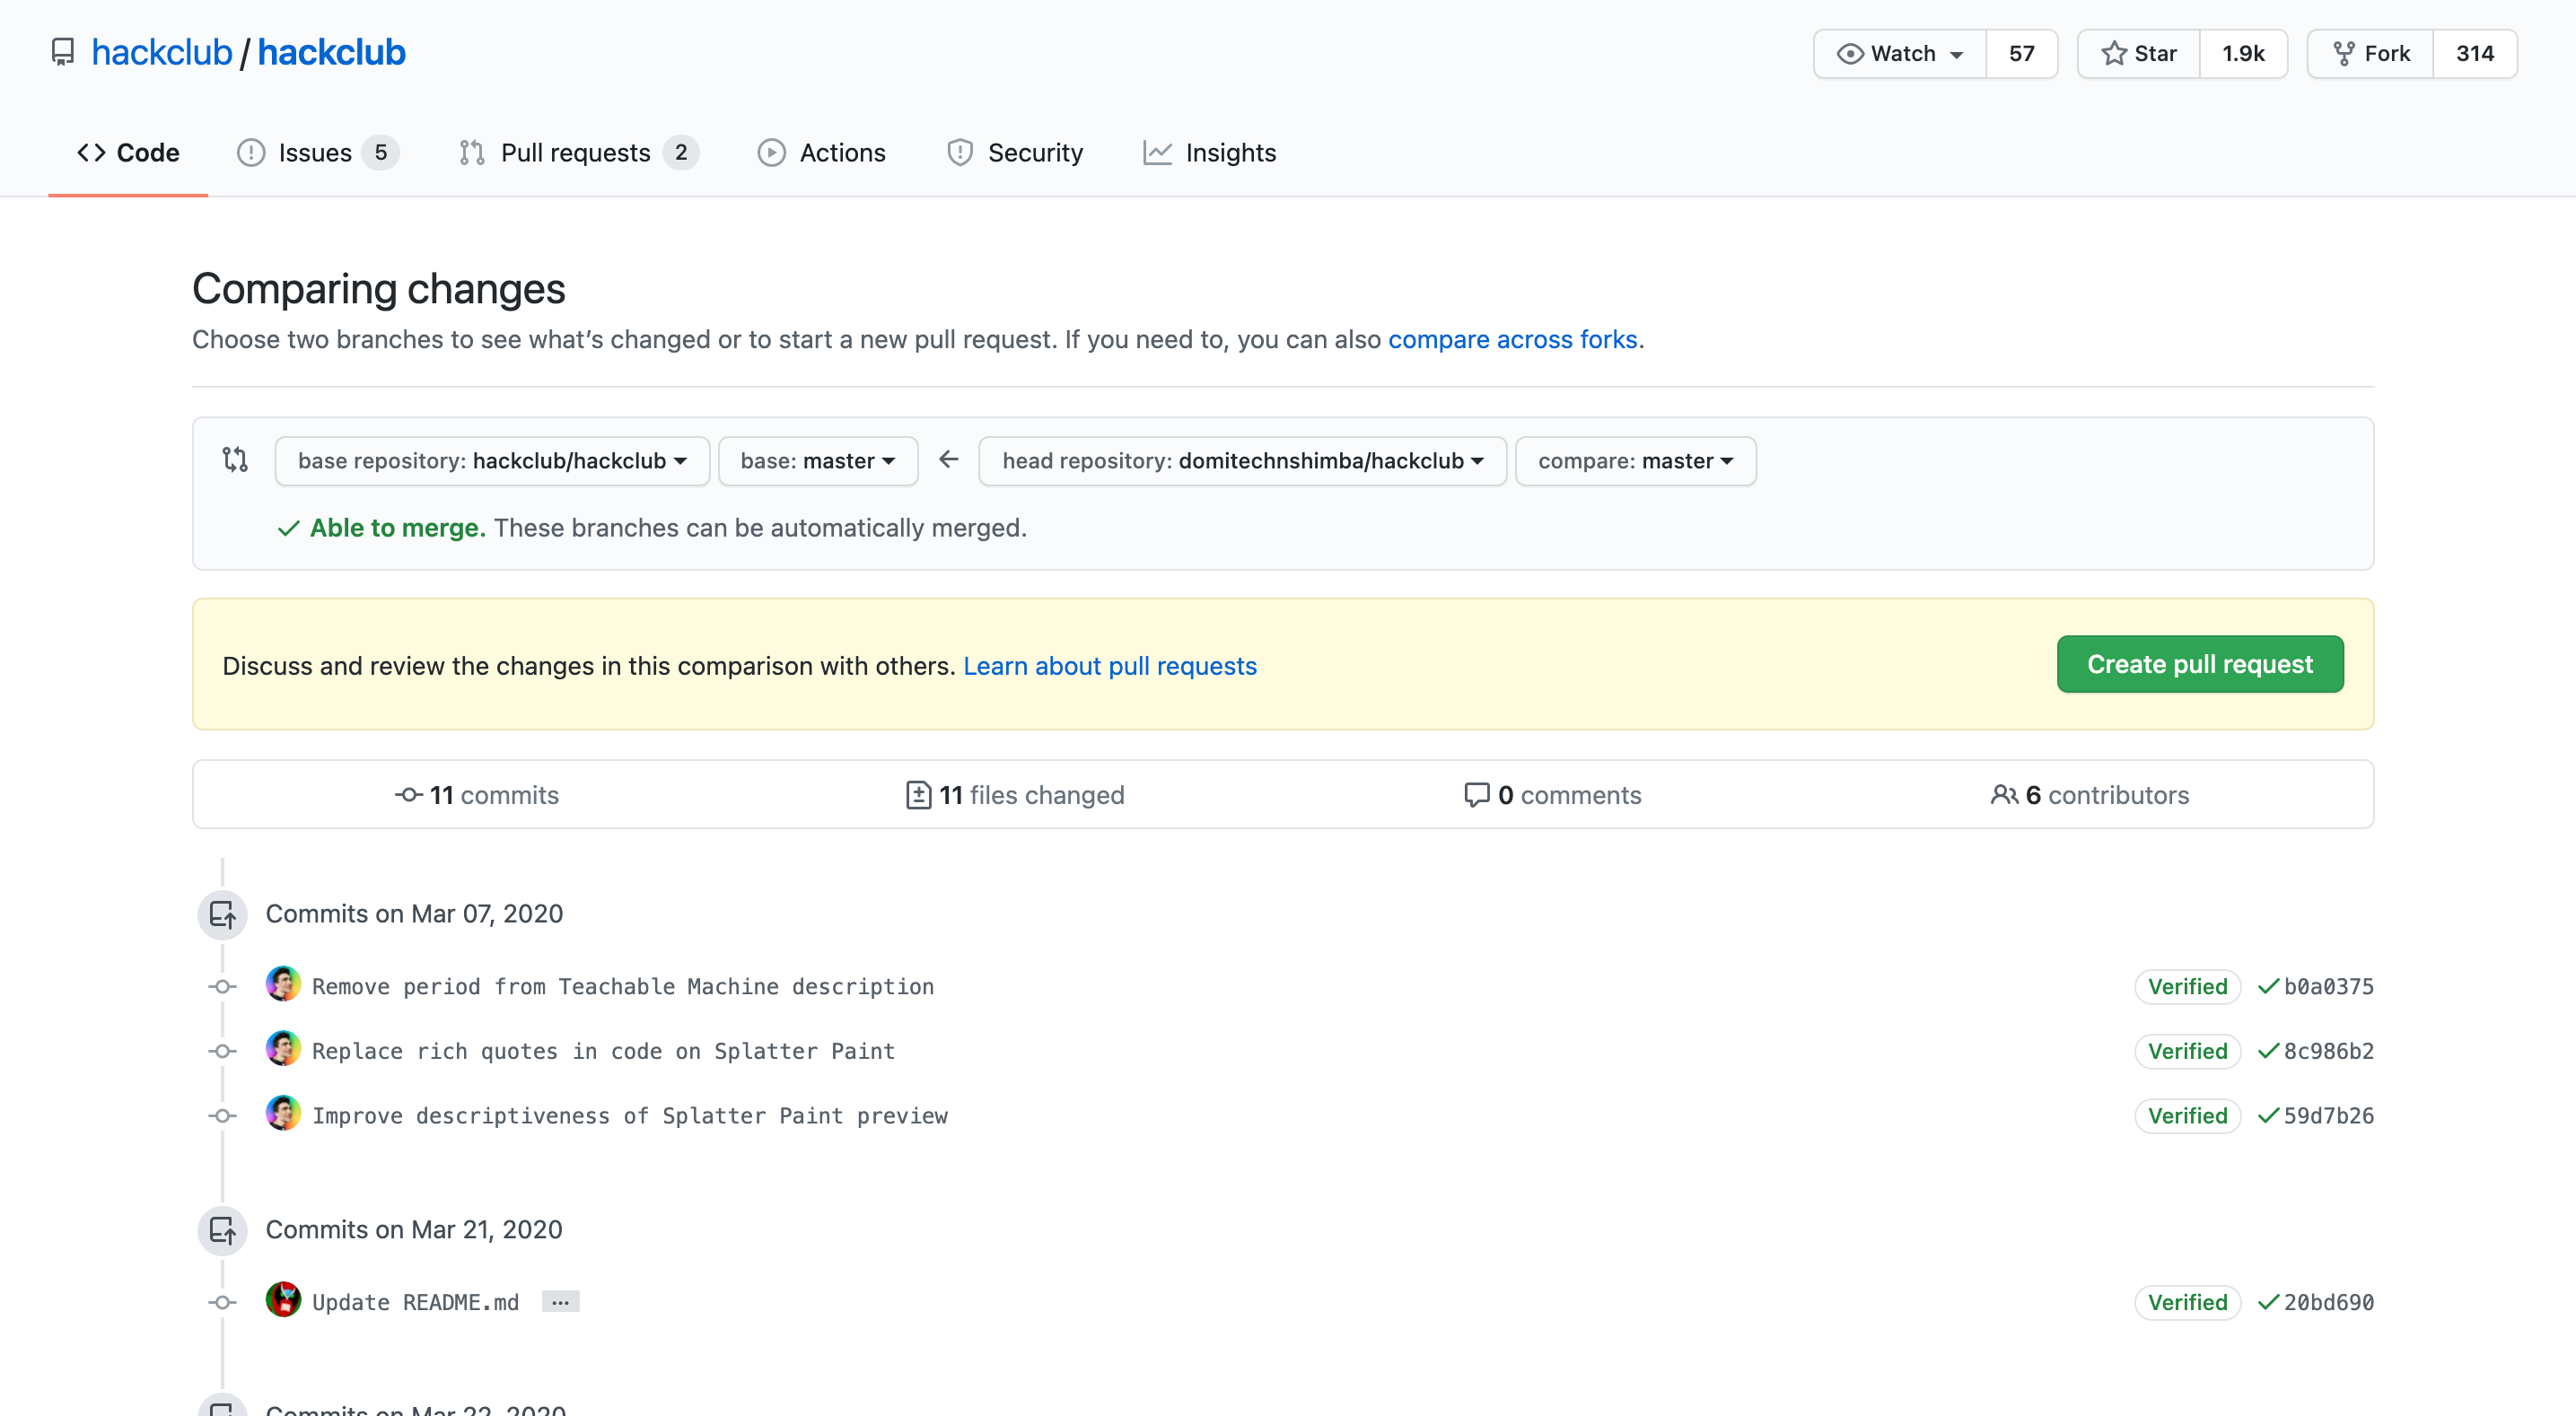 hackclub / hackclub
Watch 57 Star 1.9k Fork 314
Code Issues 5 Pull requests 2 Actions Security Insights
Comparing changes
Choose two branches to see what’s changed or to start a new pull request. If you need to, you can also compare across forks.
base repository: hackclub/hackclub base: master ← head repository: domitechnshimba/hackclub compare: master
Able to merge. These branches can be automatically merged.
Discuss and review the changes in this comparison with others. Learn about pull requests Create pull request
11 commits 11 files changed 0 comments 6 contributors
Commits on Mar 07, 2020
Remove period from Teachable Machine description Verified b0a0375
Replace rich quotes in code on Splatter Paint Verified 8c986b2
Improve descriptiveness of Splatter Paint preview Verified 59d7b26
Commits on Mar 21, 2020
Update README.md … Verified 20bd690
Commits on Mar 22, 2020